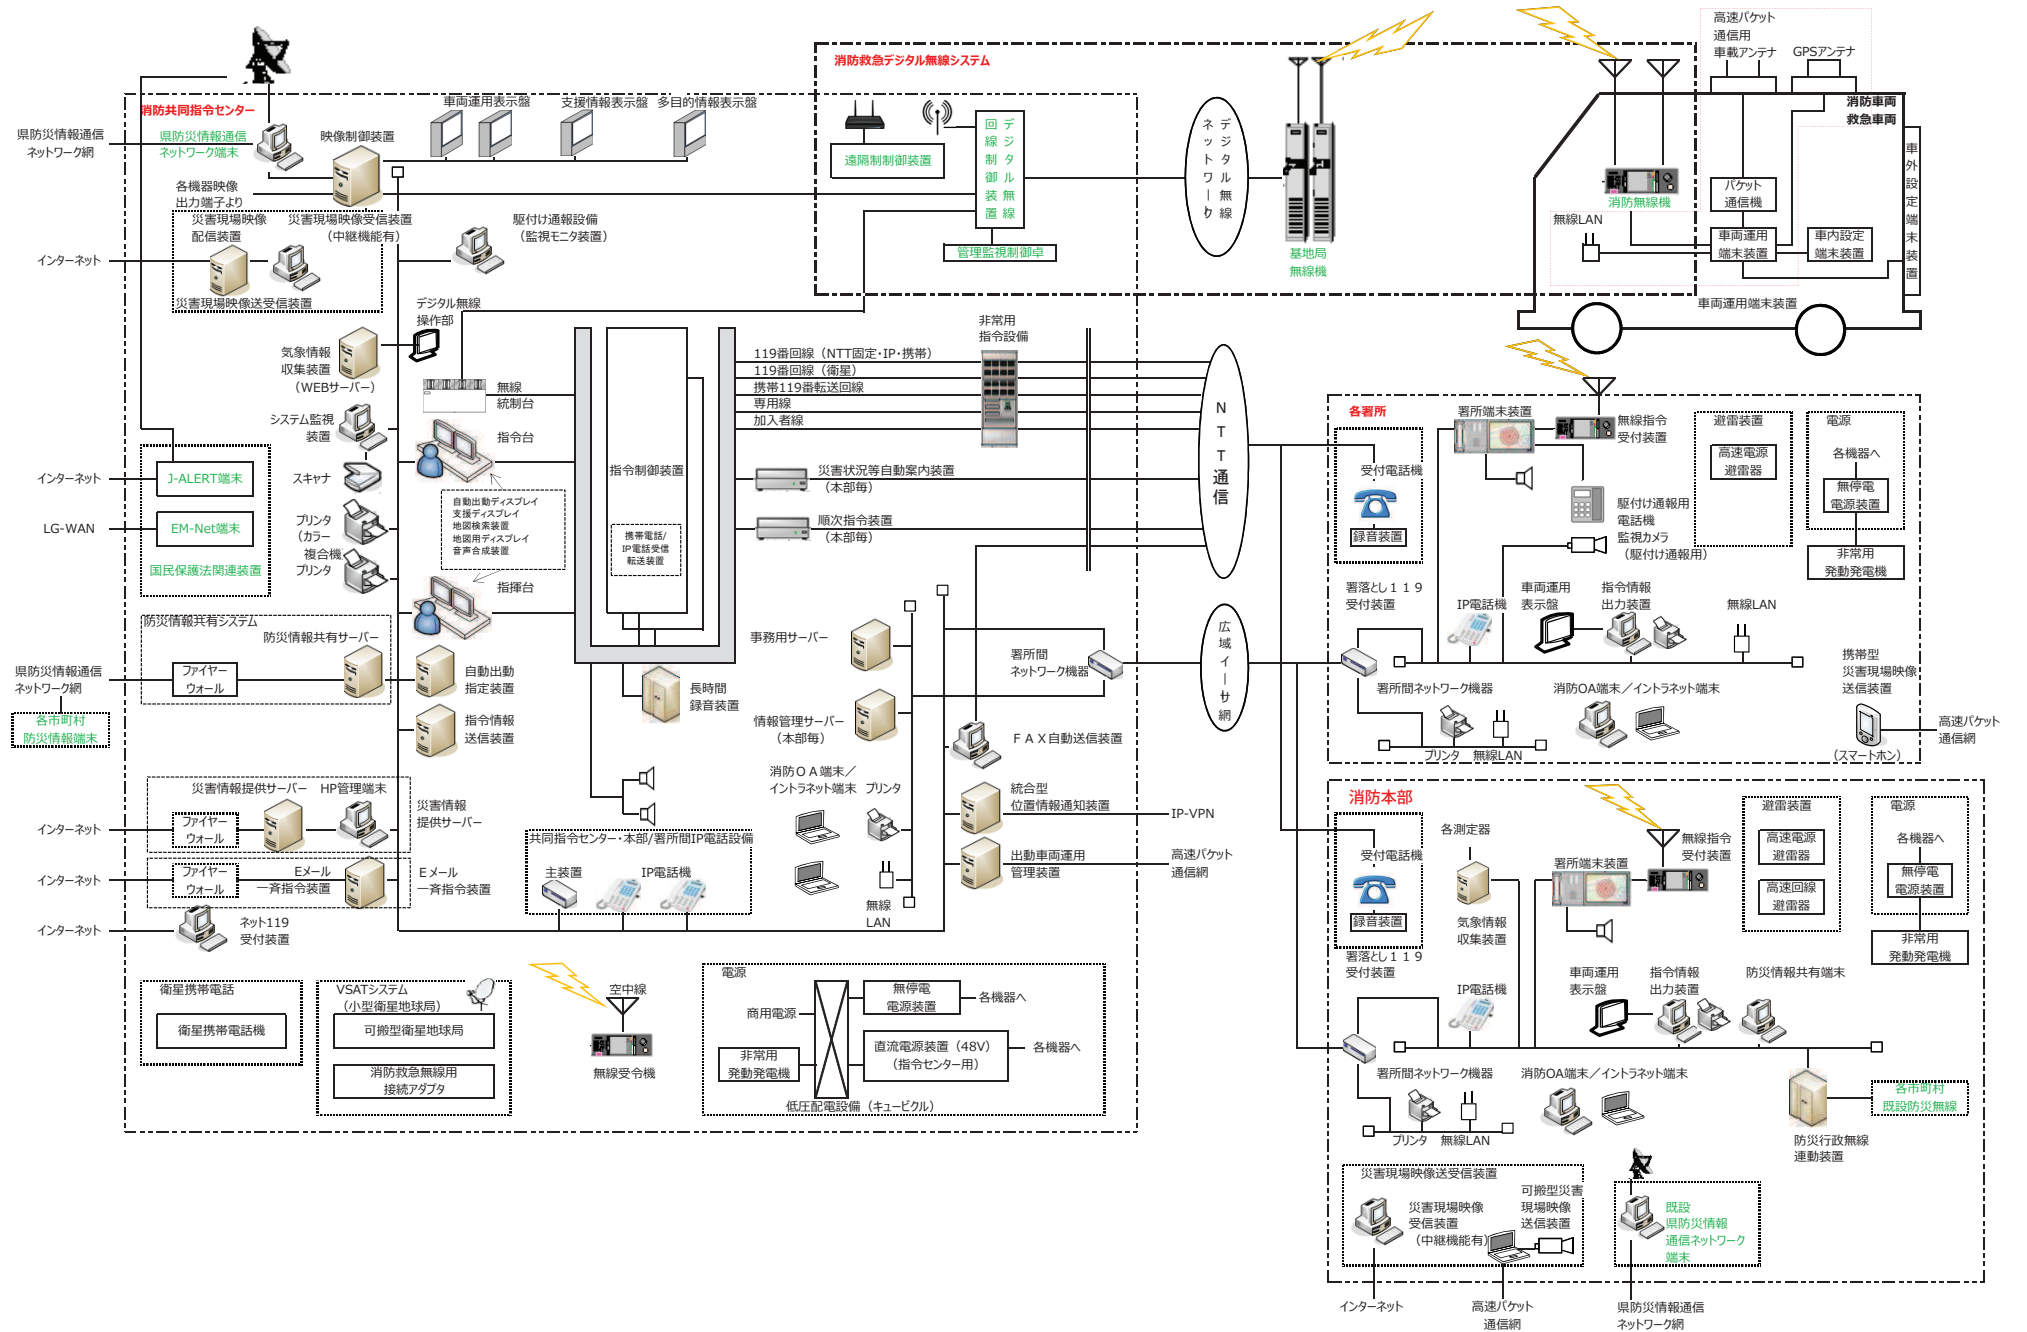 消防共同指令センター
県防災情報通信
ネットワーク網
県防災情報通信
ネットワーク端末
映像制御装置
車両運用表示盤
支援情報表示盤
多目的情報表示盤
各機器映像
出力端子より
災害現場映像
配信装置
災害現場映像受信装置
（中継機能有）
インターネット
災害現場映像送受信装置
駆付け通報設備
（監視モニタ装置）
デジタル無線
操作部
気象情報
収集装置
（WEBサーバー）
無線
統制台
システム監視
装置
指令台
スキャナ
インターネット
J-ALERT端末
LG-WAN
EM-Net端末
国民保護法関連装置
プリンタ
（カラー
複合機
プリンタ
自動出動ディスプレイ
支援ディスプレイ
地図検索装置
地図用ディスプレイ
音声合成装置
指揮台
指令制御装置
携帯電話/
IP電話受信
転送装置
防災情報共有システム
防災情報共有サーバー
県防災情報通信
ネットワーク網
ファイヤー
ウォール
各市町村
防災情報端末
自動出動
指定装置
指令情報
送信装置
長時間
録音装置
災害情報提供サーバー
HP管理端末
インターネット
ファイヤー
ウォール
災害情報
提供サーバー
インターネット
ファイヤー
ウォール
Eメール
一斉指令装置
Eメール
一斉指令装置
インターネット
ネット119
受付装置
共同指令センター・本部/署所間IP電話設備
主装置
IP電話機
衛星携帯電話
衛星携帯電話機
VSATシステム
（小型衛星地球局）
可搬型衛星地球局
消防救急無線用
接続アダプタ
空中線
無線受令機
電源
商用電源
非常用
発動発電機
無停電
電源装置
各機器へ
直流電源装置（48V）
（指令センター用）
各機器へ
低圧配電設備（キュービクル）
消防救急デジタル無線システム
遠隔制制御装置
デジタル無線
回線制御装置
管理監視制御卓
デジタル無線
ネットワーク
基地局
無線機
非常用
指令設備
119番回線（NTT固定・IP・携帯）
119番回線（衛星）
携帯119番転送回線
専用線
加入者線
災害状況等自動案内装置
（本部毎）
順次指令装置
（本部毎）
NTT通信
事務用サーバー
情報管理サーバー
（本部毎）
署所間
ネットワーク機器
広域イーサ網
FAX自動送信装置
消防OA端末／
イントラネット端末
プリンタ
無線
LAN
統合型
位置情報通知装置
IP-VPN
出動車両運用
管理装置
高速パケット
通信網
高速パケット
通信用
車載アンテナ
GPSアンテナ
消防車両
救急車両
消防無線機
パケット
通信機
無線LAN
車両運用
端末装置
車内設定
端末装置
車外設定端末装置
車両運用端末装置
各署所
受付電話機
録音装置
署落とし119
受付装置
署所端末装置
無線指令
受付装置
駆付け通報用
電話機
監視カメラ
（駆付け通報用）
避雷装置
高速電源
避雷器
電源
各機器へ
無停電
電源装置
非常用
発動発電機
IP電話機
車両運用
表示盤
指令情報
出力装置
無線LAN
署所間ネットワーク機器
消防OA端末／イントラネット端末
プリンタ
無線LAN
携帯型
災害現場映像
送信装置
（スマートホン）
高速パケット
通信網
消防本部
受付電話機
録音装置
署落とし119
受付装置
各測定器
気象情報
収集装置
署所端末装置
無線指令
受付装置
避雷装置
高速電源
避雷器
高速回線
避雷器
電源
各機器へ
無停電
電源装置
非常用
発動発電機
IP電話機
車両運用
表示盤
指令情報
出力装置
防災情報共有端末
署所間ネットワーク機器
消防OA端末／イントラネット端末
プリンタ
無線LAN
防災行政無線
連動装置
各市町村
既設防災無線
災害現場映像送受信装置
災害現場映像
受信装置
（中継機能有）
可搬型災害
現場映像
送信装置
既設
県防災情報
通信ネットワーク
端末
インターネット
高速パケット
通信網
県防災情報通信
ネットワーク網